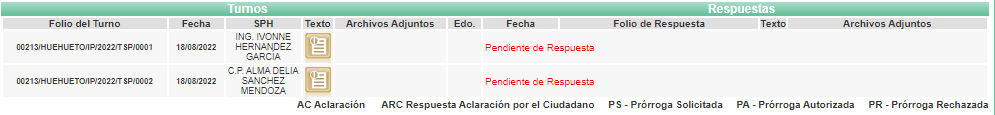 Turnos Respuestas
Folio del Turno Fecha SPH Texto Archivos Adjuntos Edo. Fecha Folio de Respuesta Texto Archivos Adjuntos
00213/HUEHUETO/IP/2022/TSP/0001 18/08/2022 ING. IVONNE HERNANDEZ GARCIA Pendiente de Respuesta
00213/HUEHUETO/IP/2022/TSP/0002 18/08/2022 C.P. ALMA DELIA SANCHEZ MENDOZA Pendiente de Respuesta
AC Aclaración ARC Respuesta Aclaración por el Ciudadano PS - Prórroga Solicitada PA - Prórroga Autorizada PR - Prórroga Rechazada